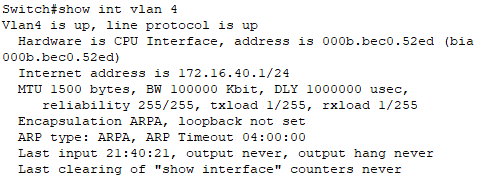 Switch#show int vlan 4
Vlan4 is up, line protocol is up
Hardware is CPU Interface, address is 000b.bec0.52ed (bia
000b.bec0.52ed)
Internet address is 172.16.40.1/24
MTU 1500 bytes, BW 100000 Kbit, DLY 1000000 usec,
reliability 255/255, txload 1/255, rxload 1/255
Encapsulation ARPA, loopback not set
ARP type: ARPA, ARP Timeout 04:00:00
Last input 21:40:21, output never, output hang never
Last clearing of "show interface" counters never